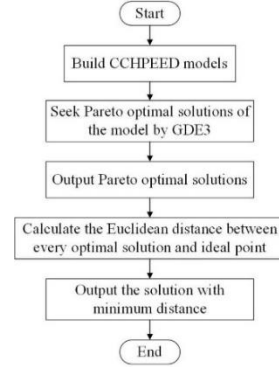 Start
Build CCHPEED models
Seek Pareto optimal solutions
of the model by GDE3
Output Pareto optimal solutions
Calculate the Euclidean distance between
every optimal solution and ideal point
Output the solution with
minimum distance
End